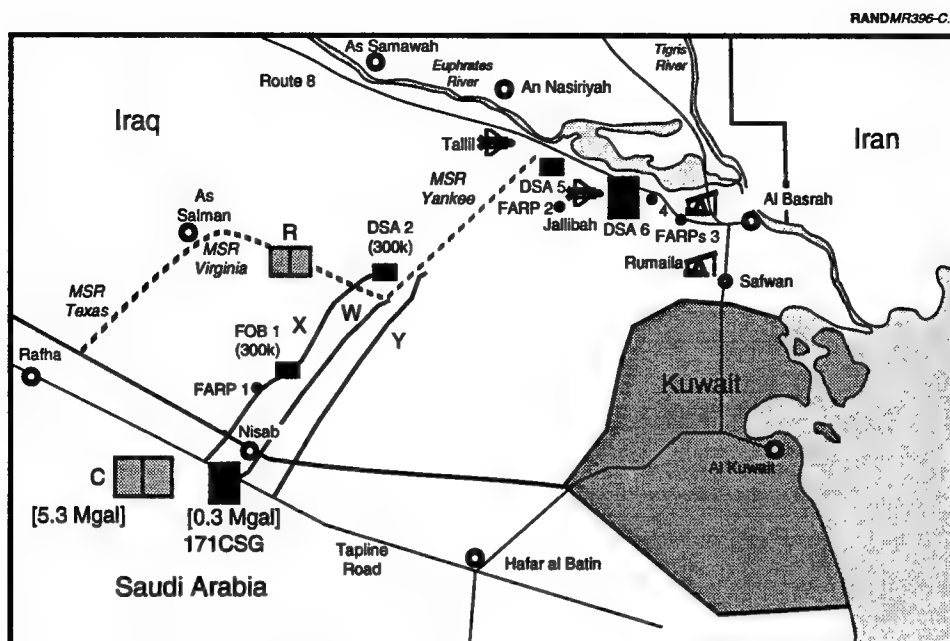 RANDMR396-C.
As Samawah
Euphrates
River
Tigris
River
Route 8
An Nasiriyah
Iraq
Iran
Tallil
MSR
Yankee
DSA 5
FARP 2
Jallibah
DSA 6
4
FARPs 3
Al Basrah
As
Salman
R
DSA 2
(300k)
MSR
Virginia
Rumaila
Safwan
MSR
Texas
X
W
Y
FOB 1
(300k)
Rafha
FARP 1
Kuwait
Nisab
Al Kuwait
C
[5.3 Mgal]
[0.3 Mgal]
171CSG
Tapline
Road
Hafar al Batin
Saudi Arabia